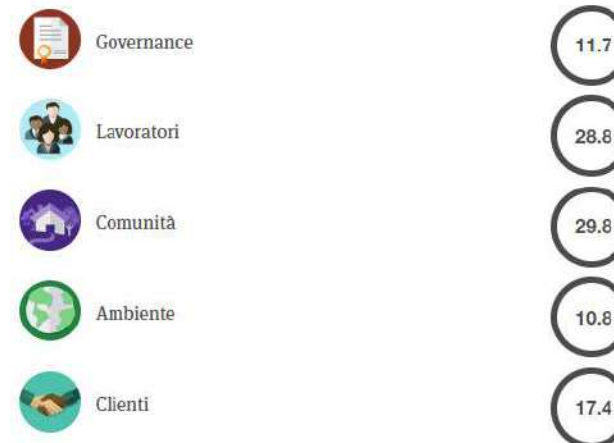 Governance 11.7
Lavoratori 28.8
Comunità 29.8
Ambiente 10.8
Clienti 17.4